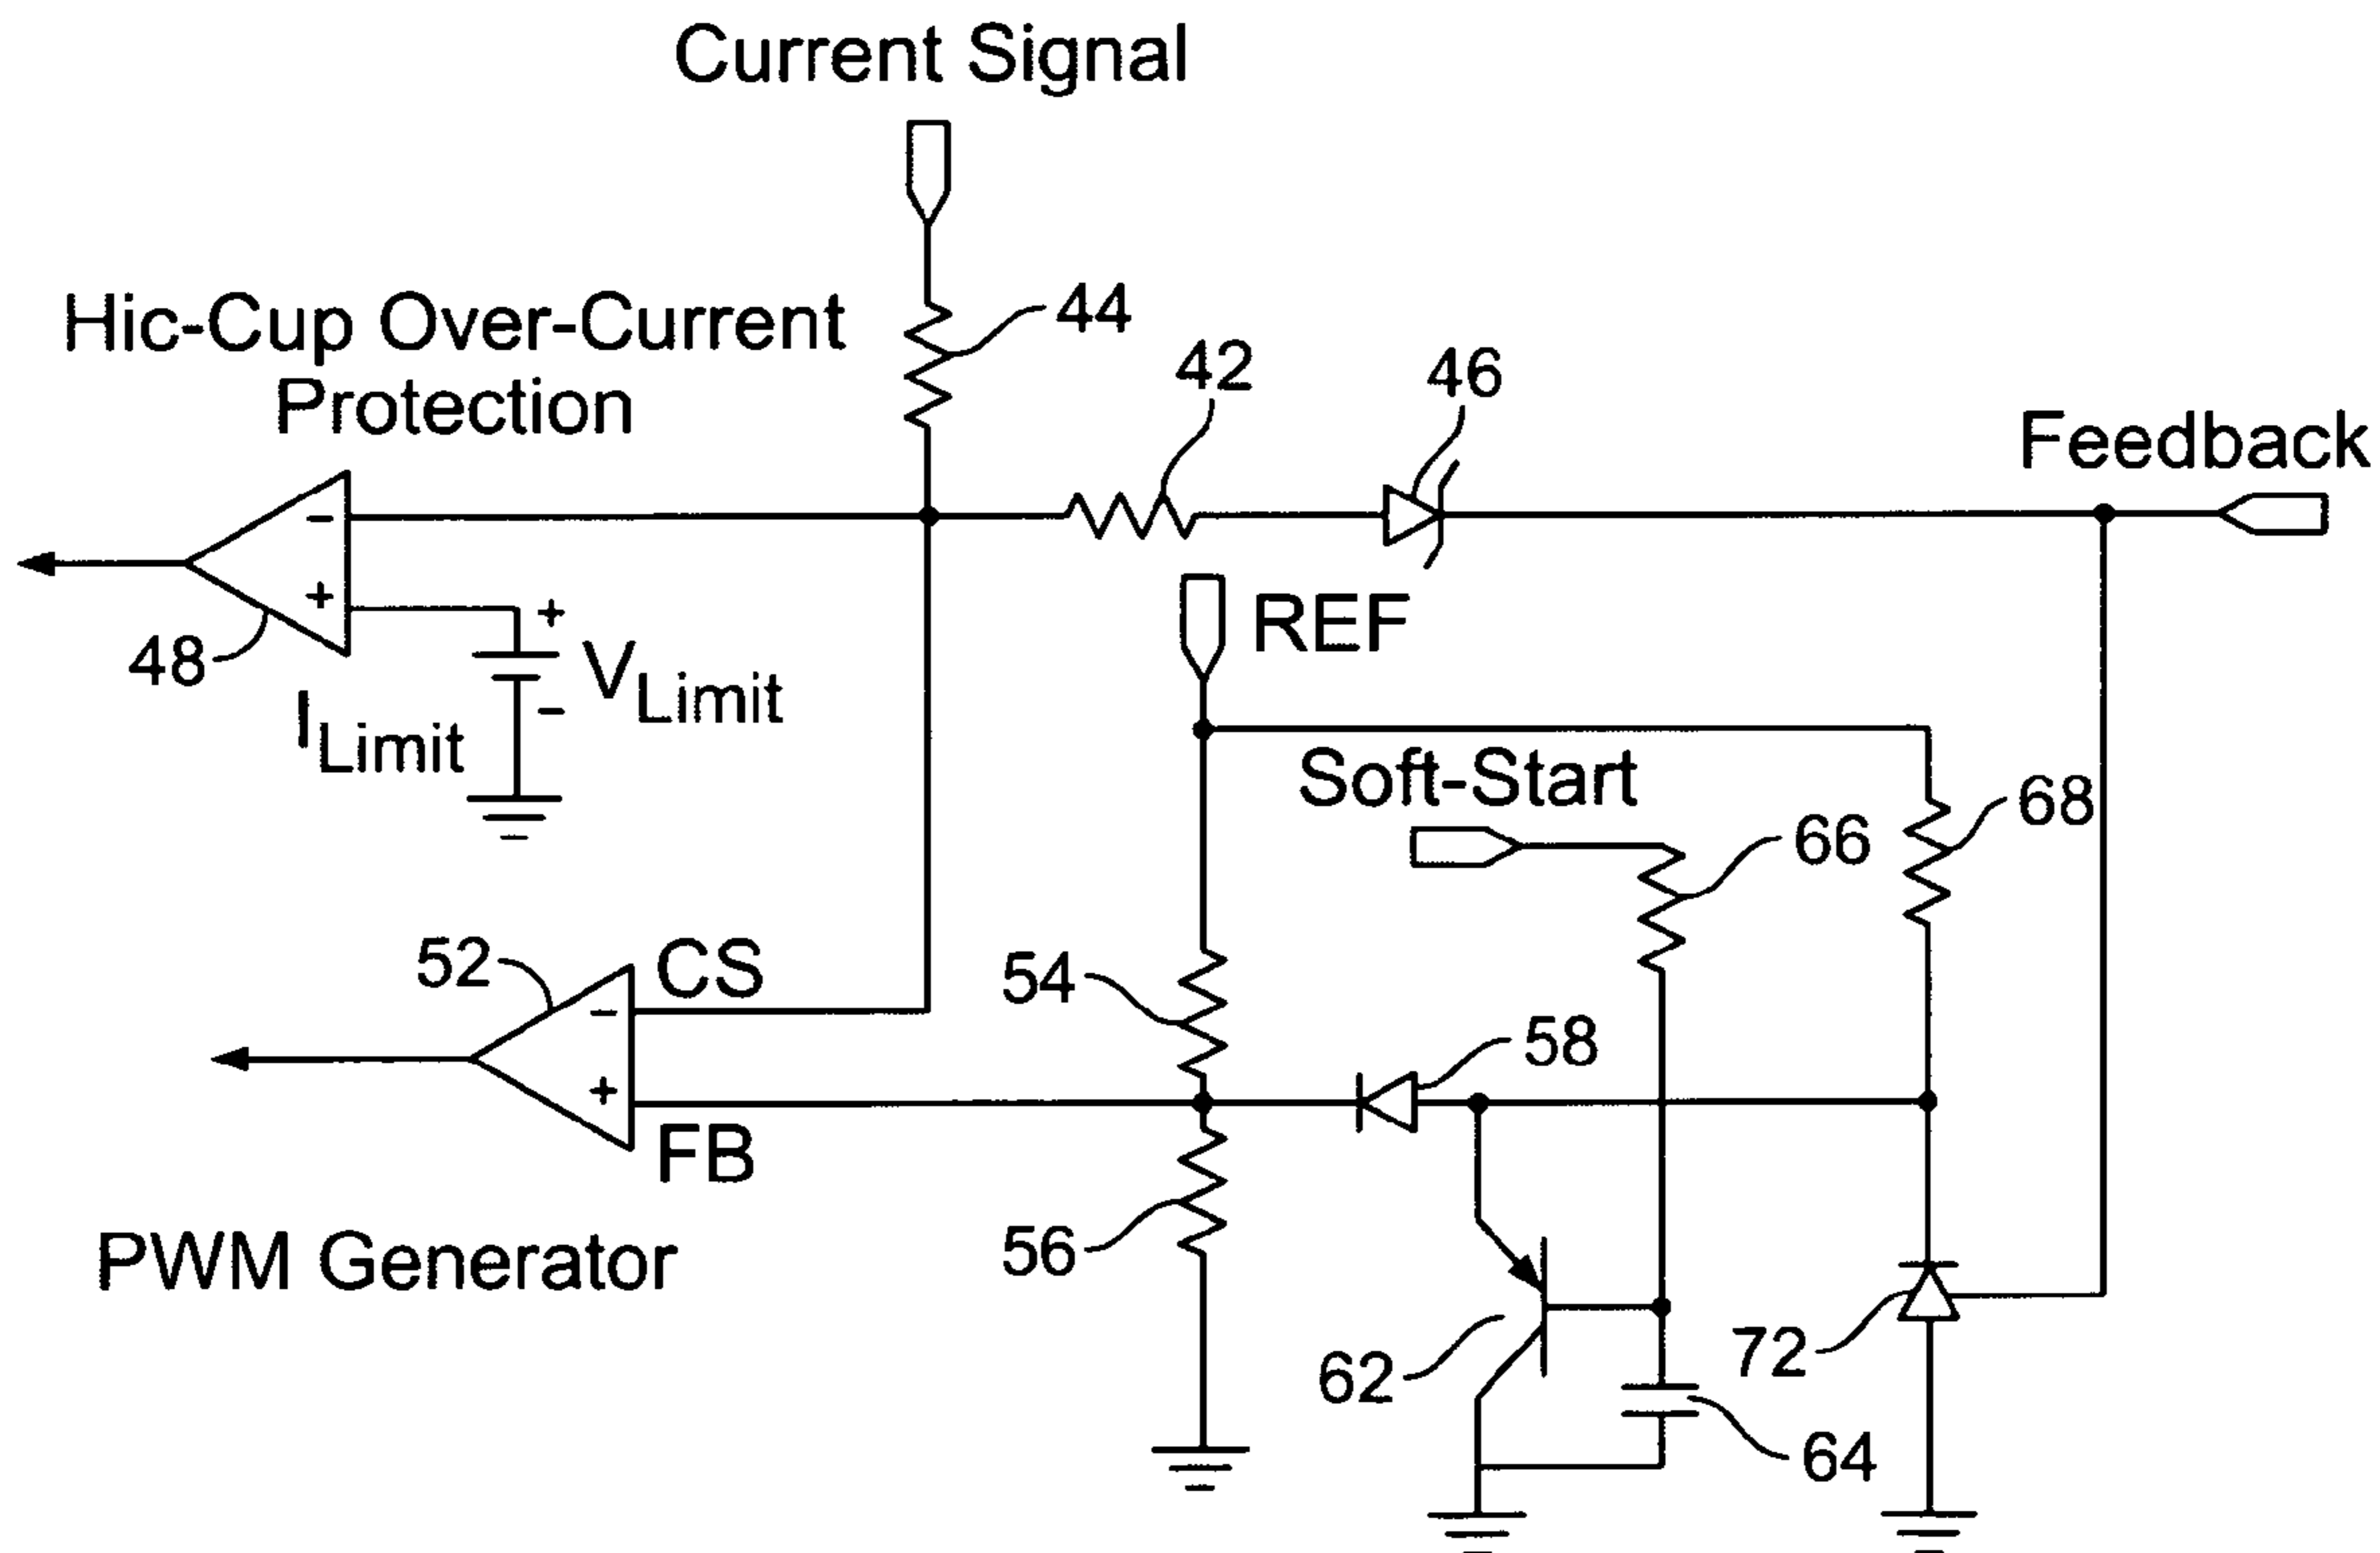 Current Signal
44
Hic-Cup Over-Current
Protection
42
46
Feedback
-
+
48
+
-
V Limit
I Limit
REF
Soft-Start
68
66
52
CS
-
+
FB
54
58
56
PWM Generator
62
72
64